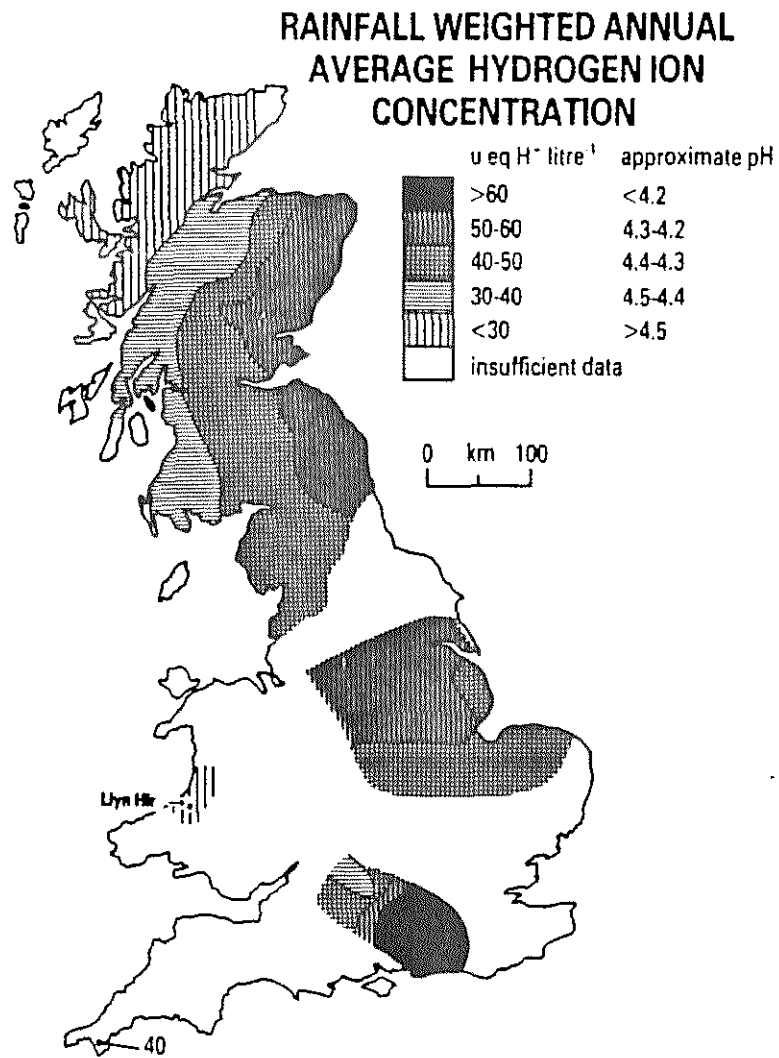 RAINFALL WEIGHTED ANNUAL
AVERAGE HYDROGEN ION
CONCENTRATION
u eq H⁺ litre⁻¹ approximate pH
>60 <4.2
50-60 4.3-4.2
40-50 4.4-4.3
30-40 4.5-4.4
<30 >4.5
insufficient data
0 km 100
Llyn Hir
40